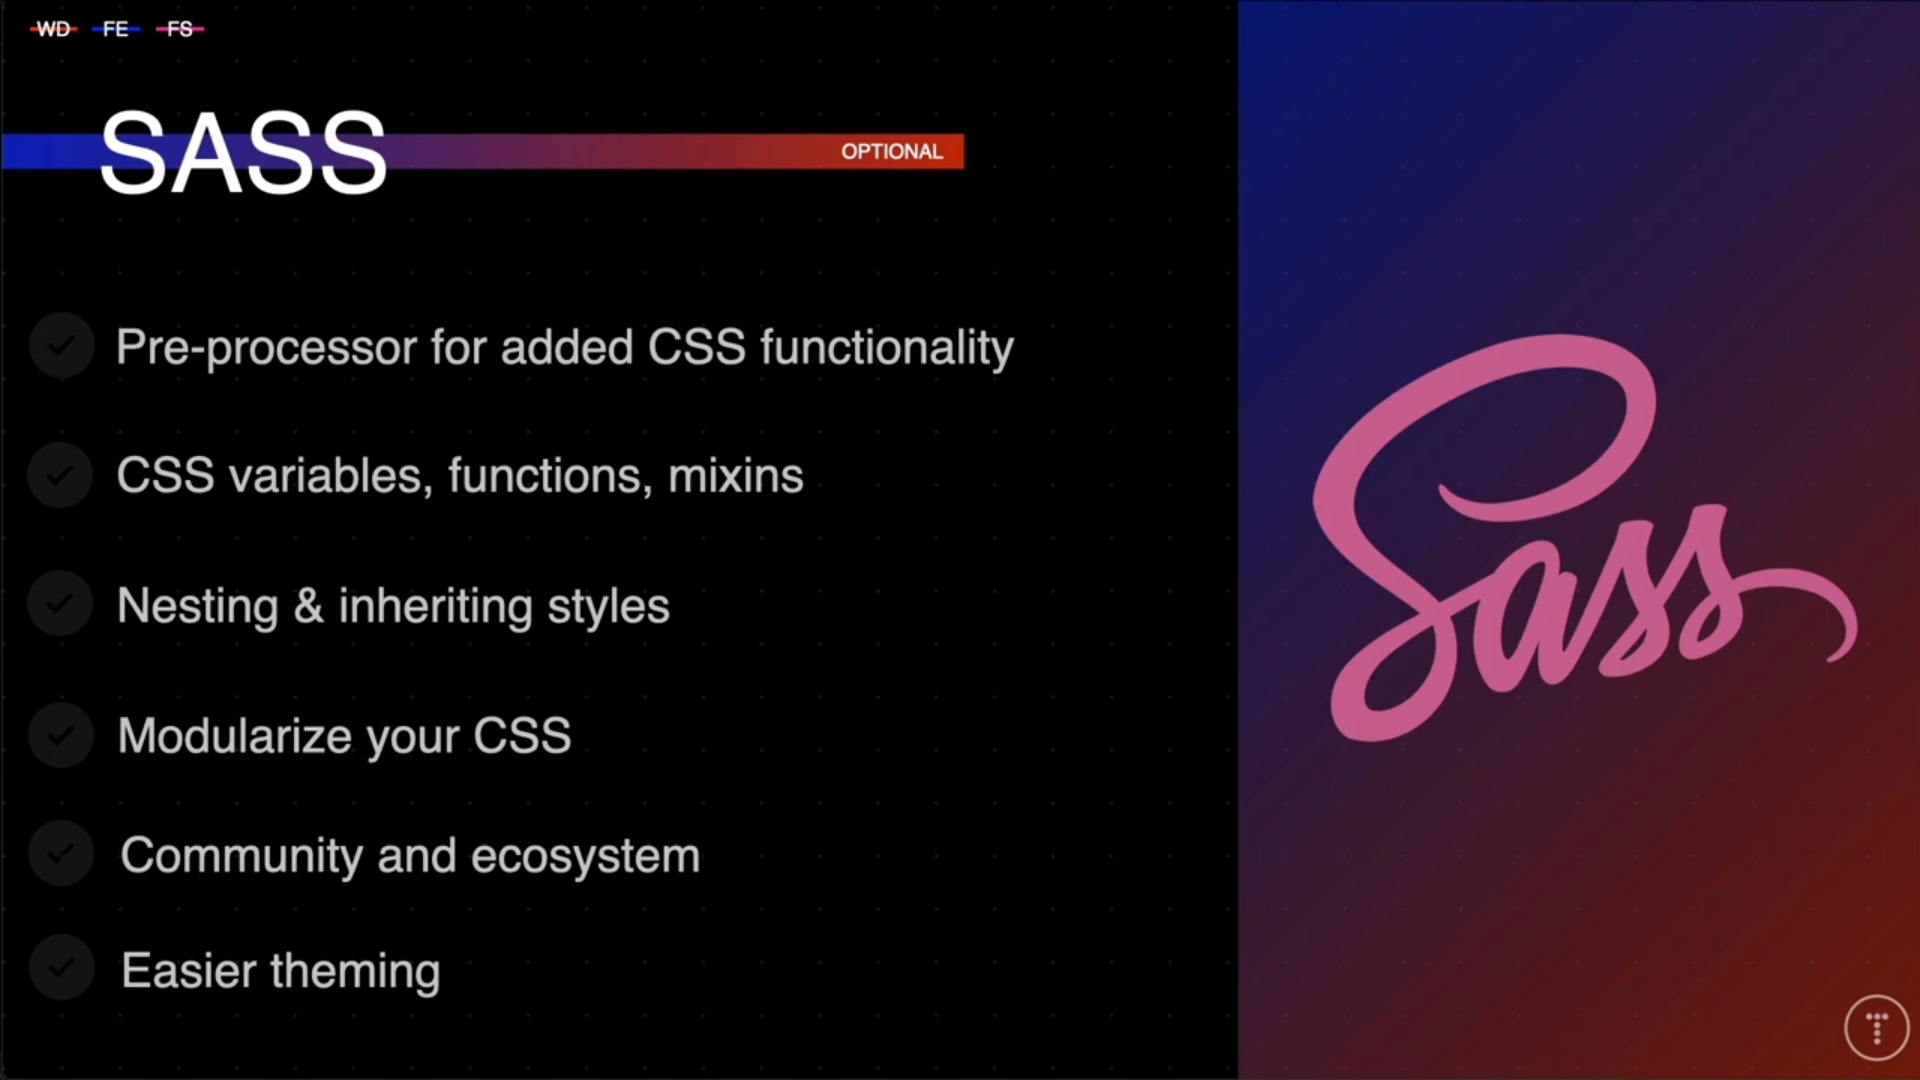 WD FE FS
SASS
OPTIONAL
Pre-processor for added CSS functionality
CSS variables, functions, mixins
Nesting & inheriting styles
Modularize your CSS
Community and ecosystem
Easier theming
Sass
T